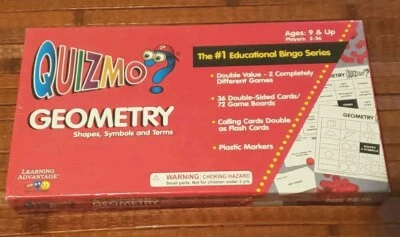 QUIZMO?
GEOMETRY
Shapes, Symbols and Terms
LEARNING
ADVANTAGE
Ages: 9 & Up
Players: 2-36
The #1 Educational Bingo Series
• Double Value – 2 Completely
Different Games
• 36 Double-Sided Cards/
72 Game Boards
• Calling Cards Double
as Flash Cards
• Plastic Markers
WARNING: CHOKING HAZARD
Small parts. Not for children under 3 yrs.